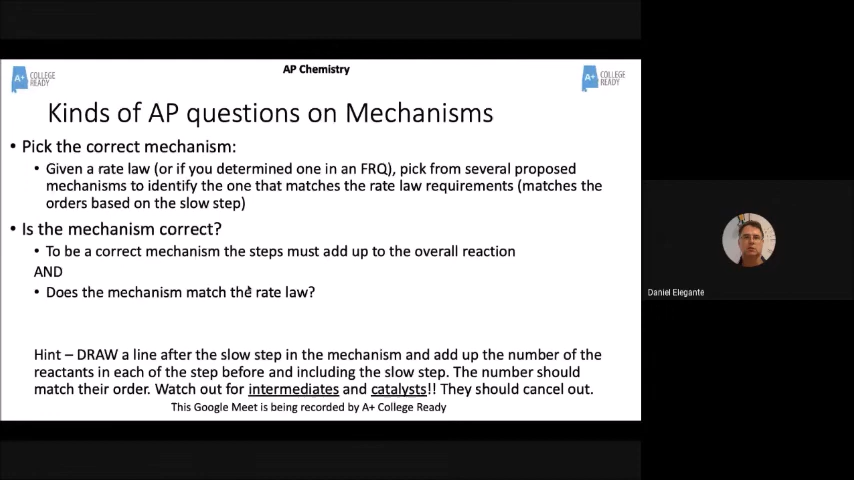 AP Chemistry
A+ COLLEGE READY
A+ COLLEGE READY
Kinds of AP questions on Mechanisms
• Pick the correct mechanism:
• Given a rate law (or if you determined one in an FRQ), pick from several proposed
mechanisms to identify the one that matches the rate law requirements (matches the
orders based on the slow step)
• Is the mechanism correct?
• To be a correct mechanism the steps must add up to the overall reaction
AND
• Does the mechanism match the rate law?
Daniel Elegante
Hint – DRAW a line after the slow step in the mechanism and add up the number of the
reactants in each of the step before and including the slow step. The number should
match their order. Watch out for intermediates and catalysts!! They should cancel out.
This Google Meet is being recorded by A+ College Ready